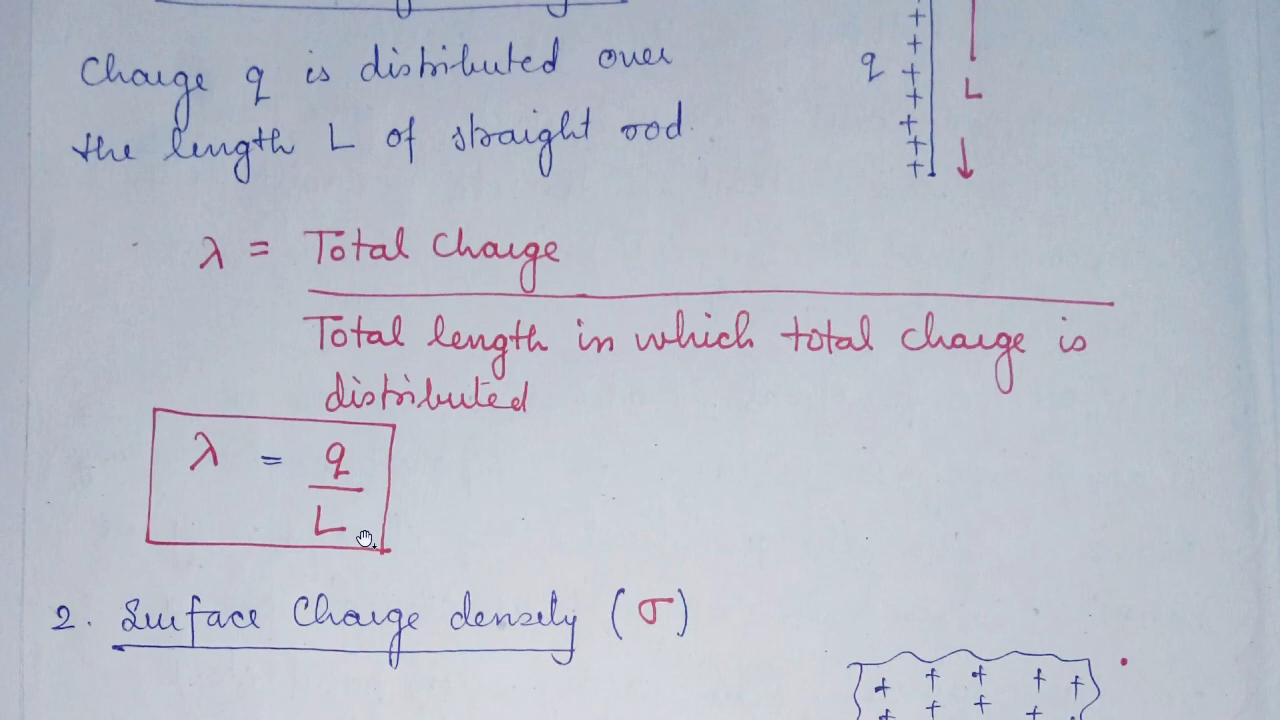 Charge q is distributed over
the length L of straight rod.
+
+
q +
+
+
+
+
L
λ = Total Charge
Total length in which total charge is
distributed
λ = q
L
2. Surface Charge densily (σ)
+ + + + +
+ + + +